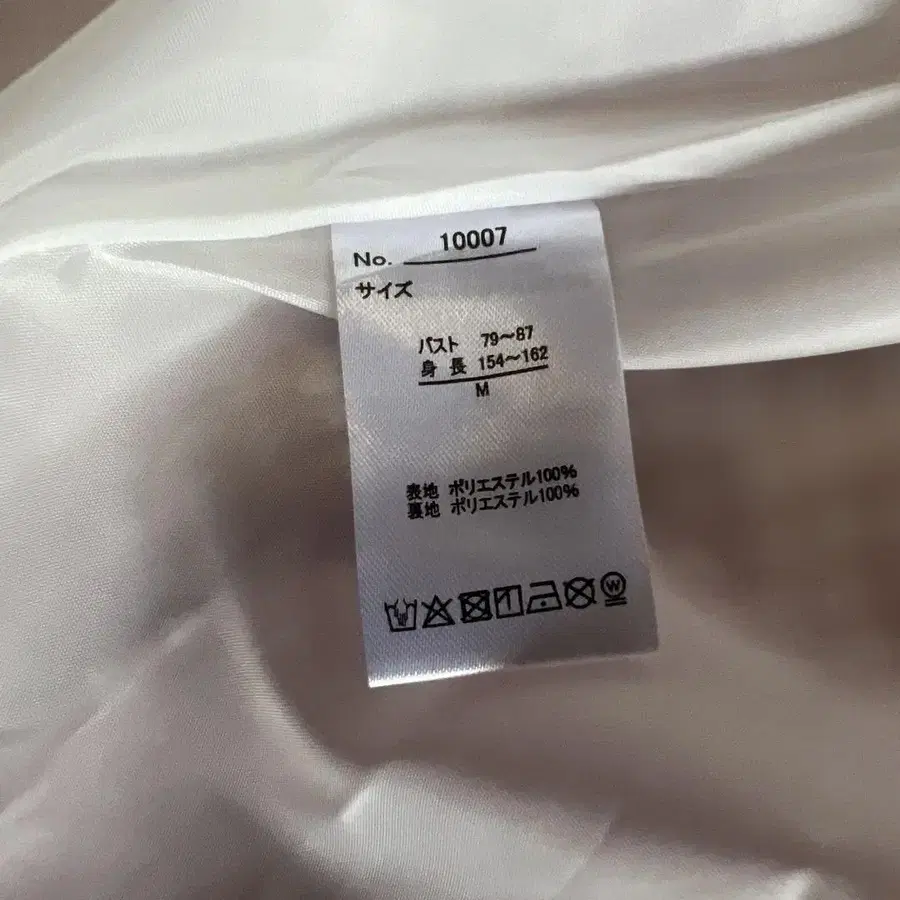 No. 10007
サイズ
バスト 79～87
身長 154～162
M
表地 ポリエステル100%
裏地 ポリエステル100%
W